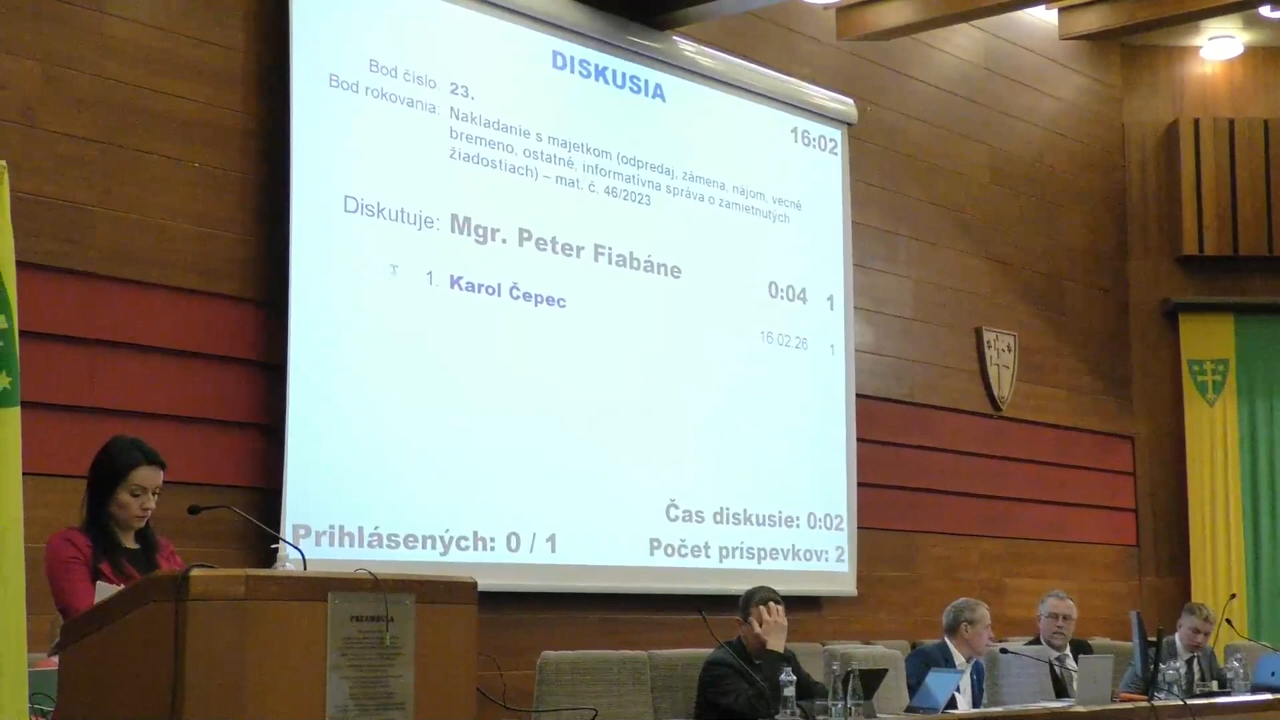 DISKUSIA
16:02
Bod číslo: 23.
Bod rokovania: Nakladanie s majetkom (odpredaj, zámena, nájom, vecné
bremeno, ostatné, informatívna správa o zamietnutých
žiadostiach) – mat. č. 46/2023
Diskutuje: Mgr. Peter Fiabáne 0:04 1
1. Karol Čepec 16:02:26 1
Čas diskusie: 0:02
Prihlásených: 0 / 1 Počet príspevkov: 2
PREAMBULA